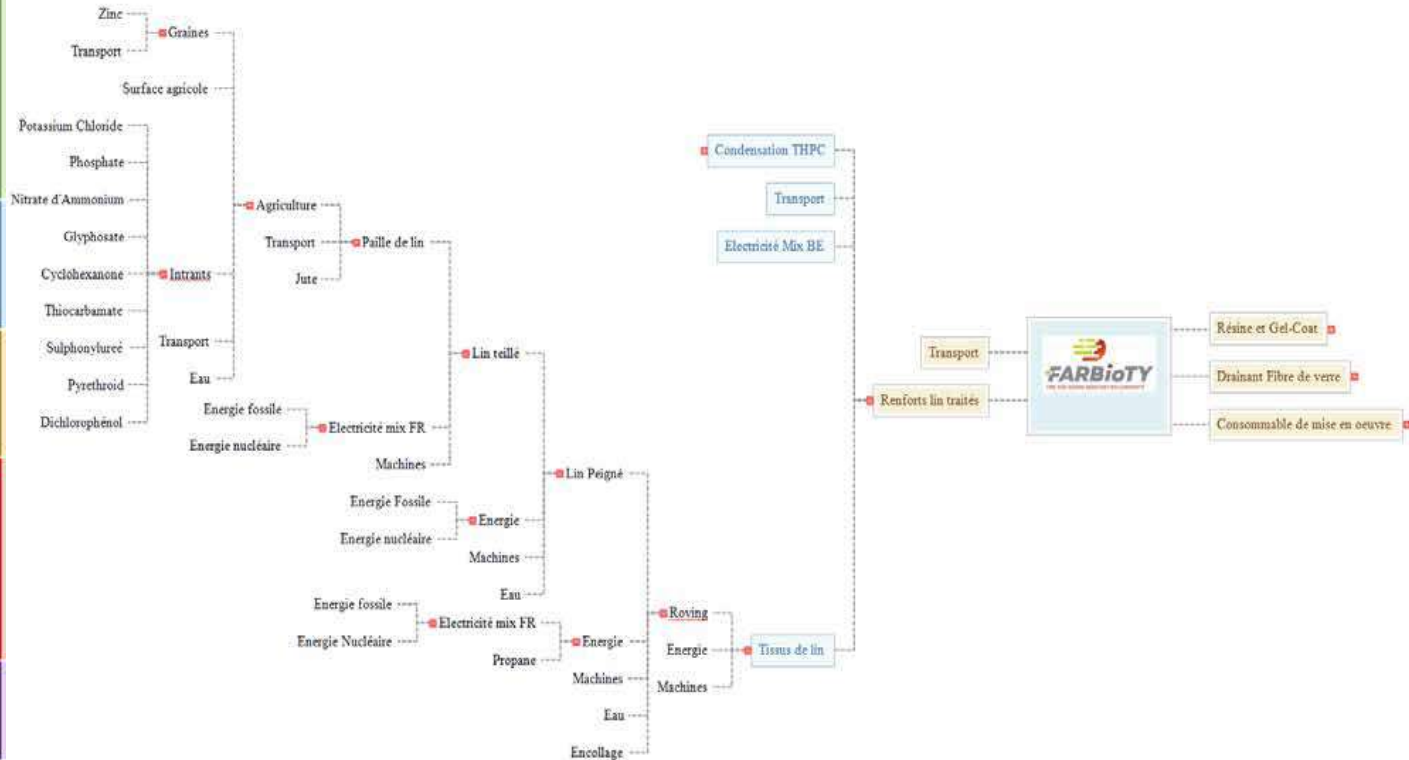 Zinc
Graines
Transport
Surface agricole
Potassium Chloride
Phosphate
Nitrate d'Ammonium
Glyphosate
Cyclohexanone
Intrants
Thiocarbamate
Sulphonylureé
Pyrethroid
Dichlorophénol
Transport
Eau
Agriculture
Transport
Jute
Paille de lin
Energie fossile
Energie nucléaire
Electricité mix FR
Machines
Lin teillé
Energie Fossile
Energie nucléaire
Energie
Machines
Eau
Lin Peigné
Energie fossile
Energie Nucléaire
Electricité mix FR
Propane
Energie
Machines
Eau
Encollage
Roving
Energie
Machines
Tissus de lin
Condensation THPC
Transport
Electricité Mix BE
Transport
Renforts lin traités
FARBioTY
Résine et Gel-Coat
Drainant Fibre de verre
Consommable de mise en oeuvre